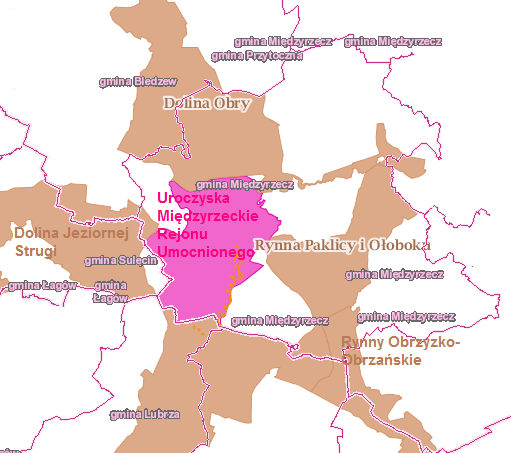 gmina Międzyrzecz
gmina Międzyrzecz
gmina Przytoczna
gmina Bledzew
Dolina Obry
gmina Międzyrzecz
Uroczyska
Międzyrzeckie
Rejonu
Umocnionego
Dolina Jeziornej
Strugi
Rynna Paklicy i Ołoboka
gmina Sulęcin
gmina Międzyrzecz
gmina Łagów
gmina
Łagów
gmina Międzyrzecz
gmina Międzyrzecz
Rynny Obrzyzko-
Obrzańskie
gmina Lubrza